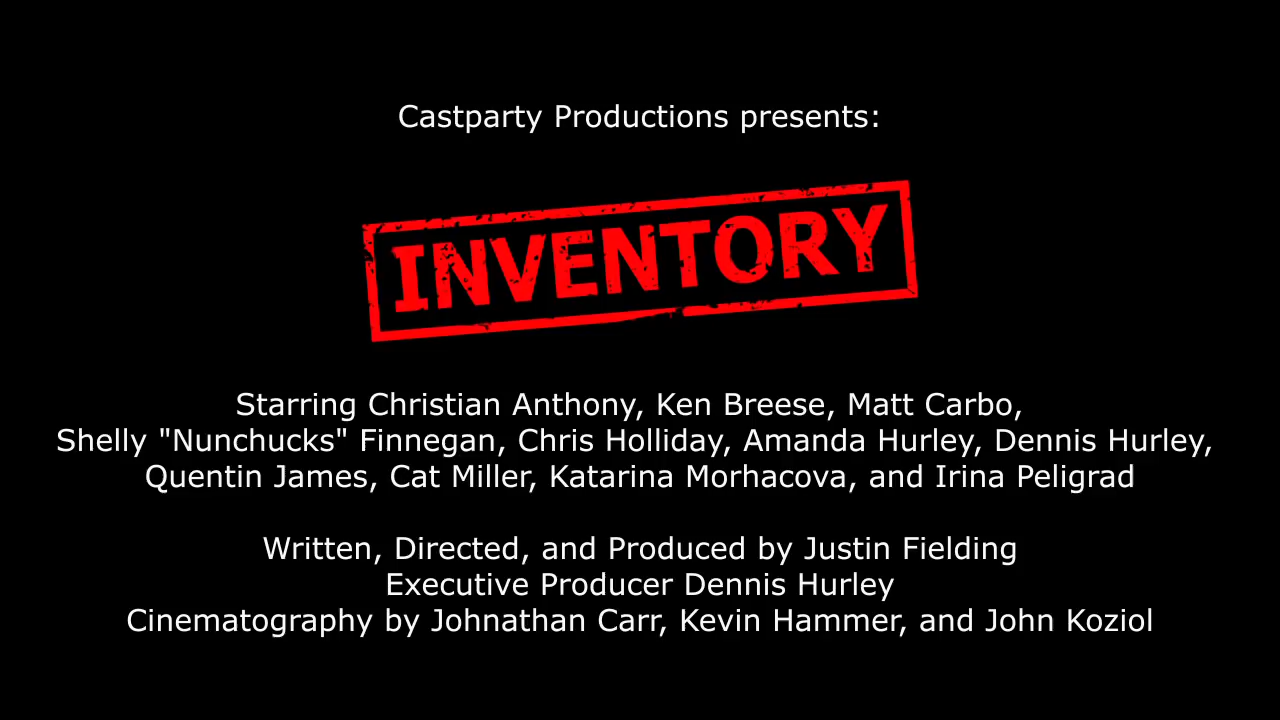 Castparty Productions presents:
INVENTORY
Starring Christian Anthony, Ken Breese, Matt Carbo,
Shelly "Nunchucks" Finnegan, Chris Holliday, Amanda Hurley, Dennis Hurley,
Quentin James, Cat Miller, Katarina Morhacova, and Irina Peligrad
Written, Directed, and Produced by Justin Fielding
Executive Producer Dennis Hurley
Cinematography by Johnathan Carr, Kevin Hammer, and John Koziol